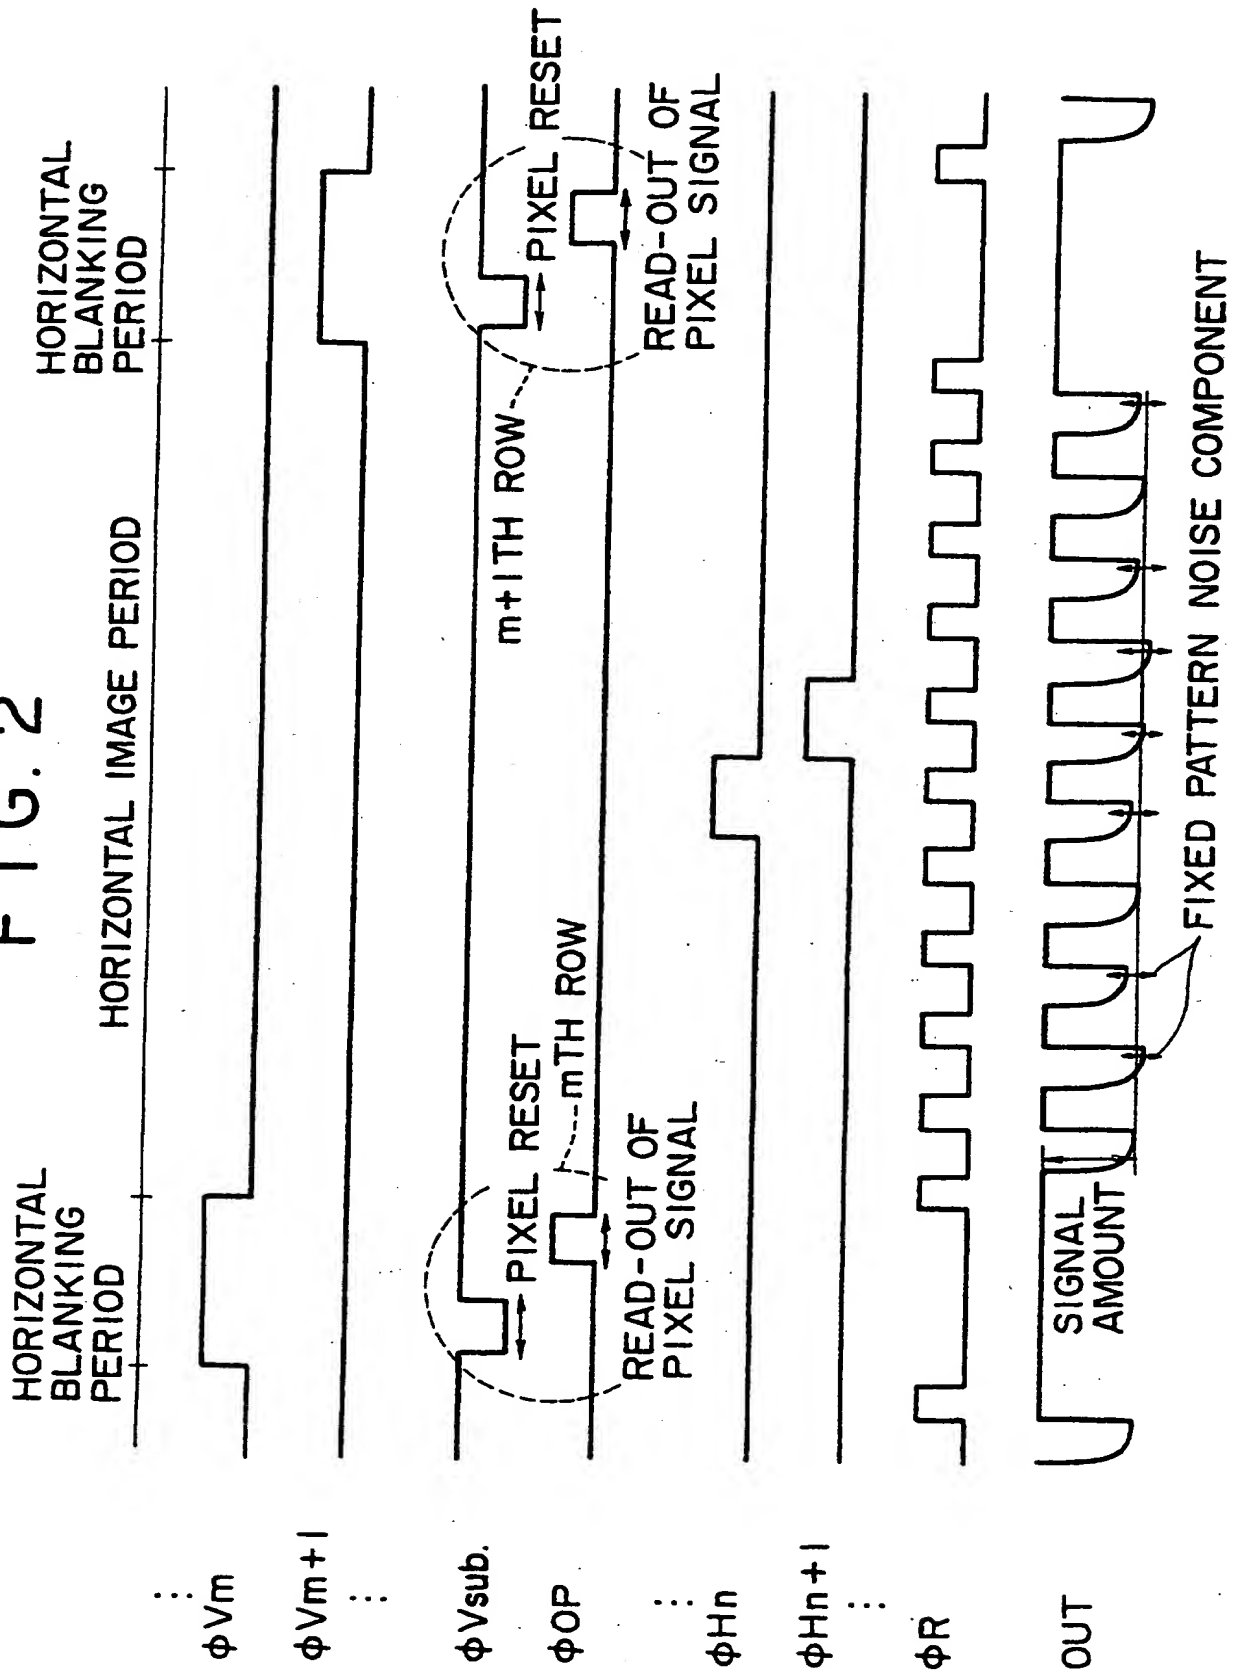 FIG. 2
HORIZONTAL
BLANKING
PERIOD
HORIZONTAL IMAGE PERIOD
HORIZONTAL
BLANKING
PERIOD
⋮
φVm
φVm+1
⋮
φVsub.
PIXEL RESET
m+1TH ROW
PIXEL RESET
φOP
mTH ROW
READ-OUT OF
PIXEL SIGNAL
READ-OUT OF
PIXEL SIGNAL
⋮
φHn
φHn+1
⋮
φR
OUT
SIGNAL
AMOUNT
FIXED PATTERN NOISE COMPONENT